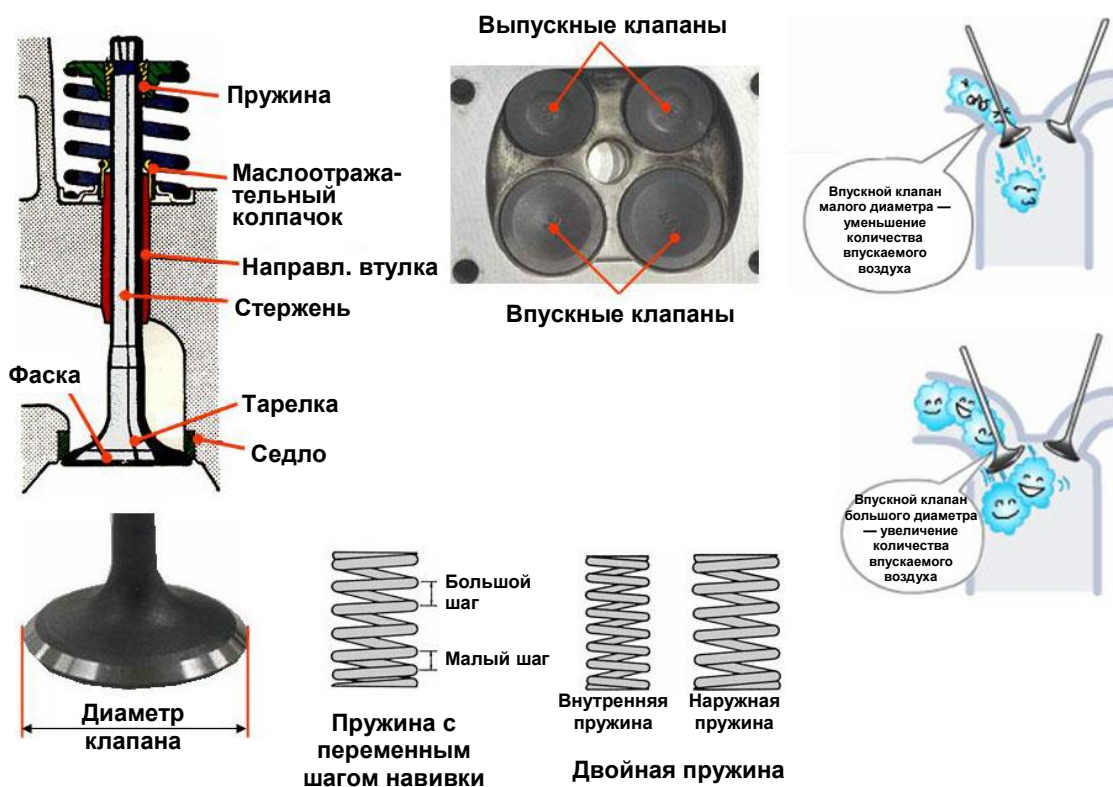 Пружина
Маслоотража-
тельный
колпачок
Направл. втулка
Стержень
Фаска
Тарелка
Седло
Диаметр
клапана
Выпускные клапаны
Впускные клапаны
Впускной клапан
малого диаметра —
уменьшение
количества
впускаемого
воздуха
Впускной клапан
большого диаметра
— увеличение
количества
впускаемого
воздуха
Большой
шаг
Малый шаг
Пружина с
переменным
шагом навивки
Внутренняя
пружина
Наружная
пружина
Двойная пружина